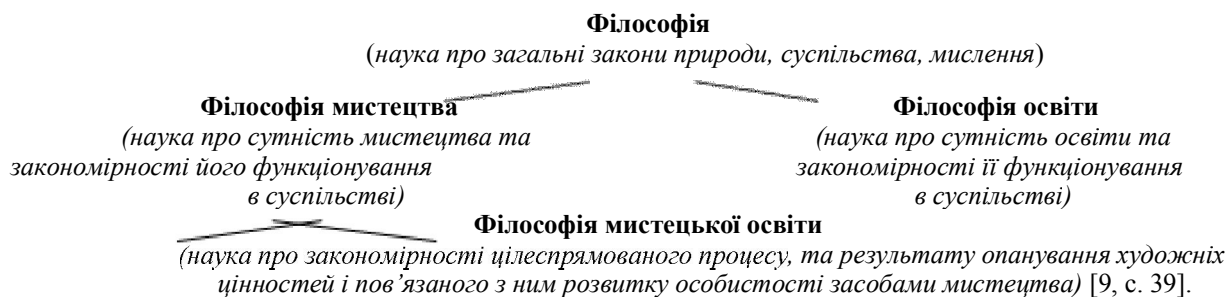 Філософія
(наука про загальні закони природи, суспільства, мислення)
Філософія мистецтва
(наука про сутність мистецтва та
закономірності його функціонування
в суспільстві)
Філософія освіти
(наука про сутність освіти та
закономірності її функціонування
в суспільстві)
Філософія мистецької освіти
(наука про закономірності цілеспрямованого процесу, та результату опанування художніх
цінностей і пов’язаного з ним розвитку особистості засобами мистецтва) [9, с. 39].